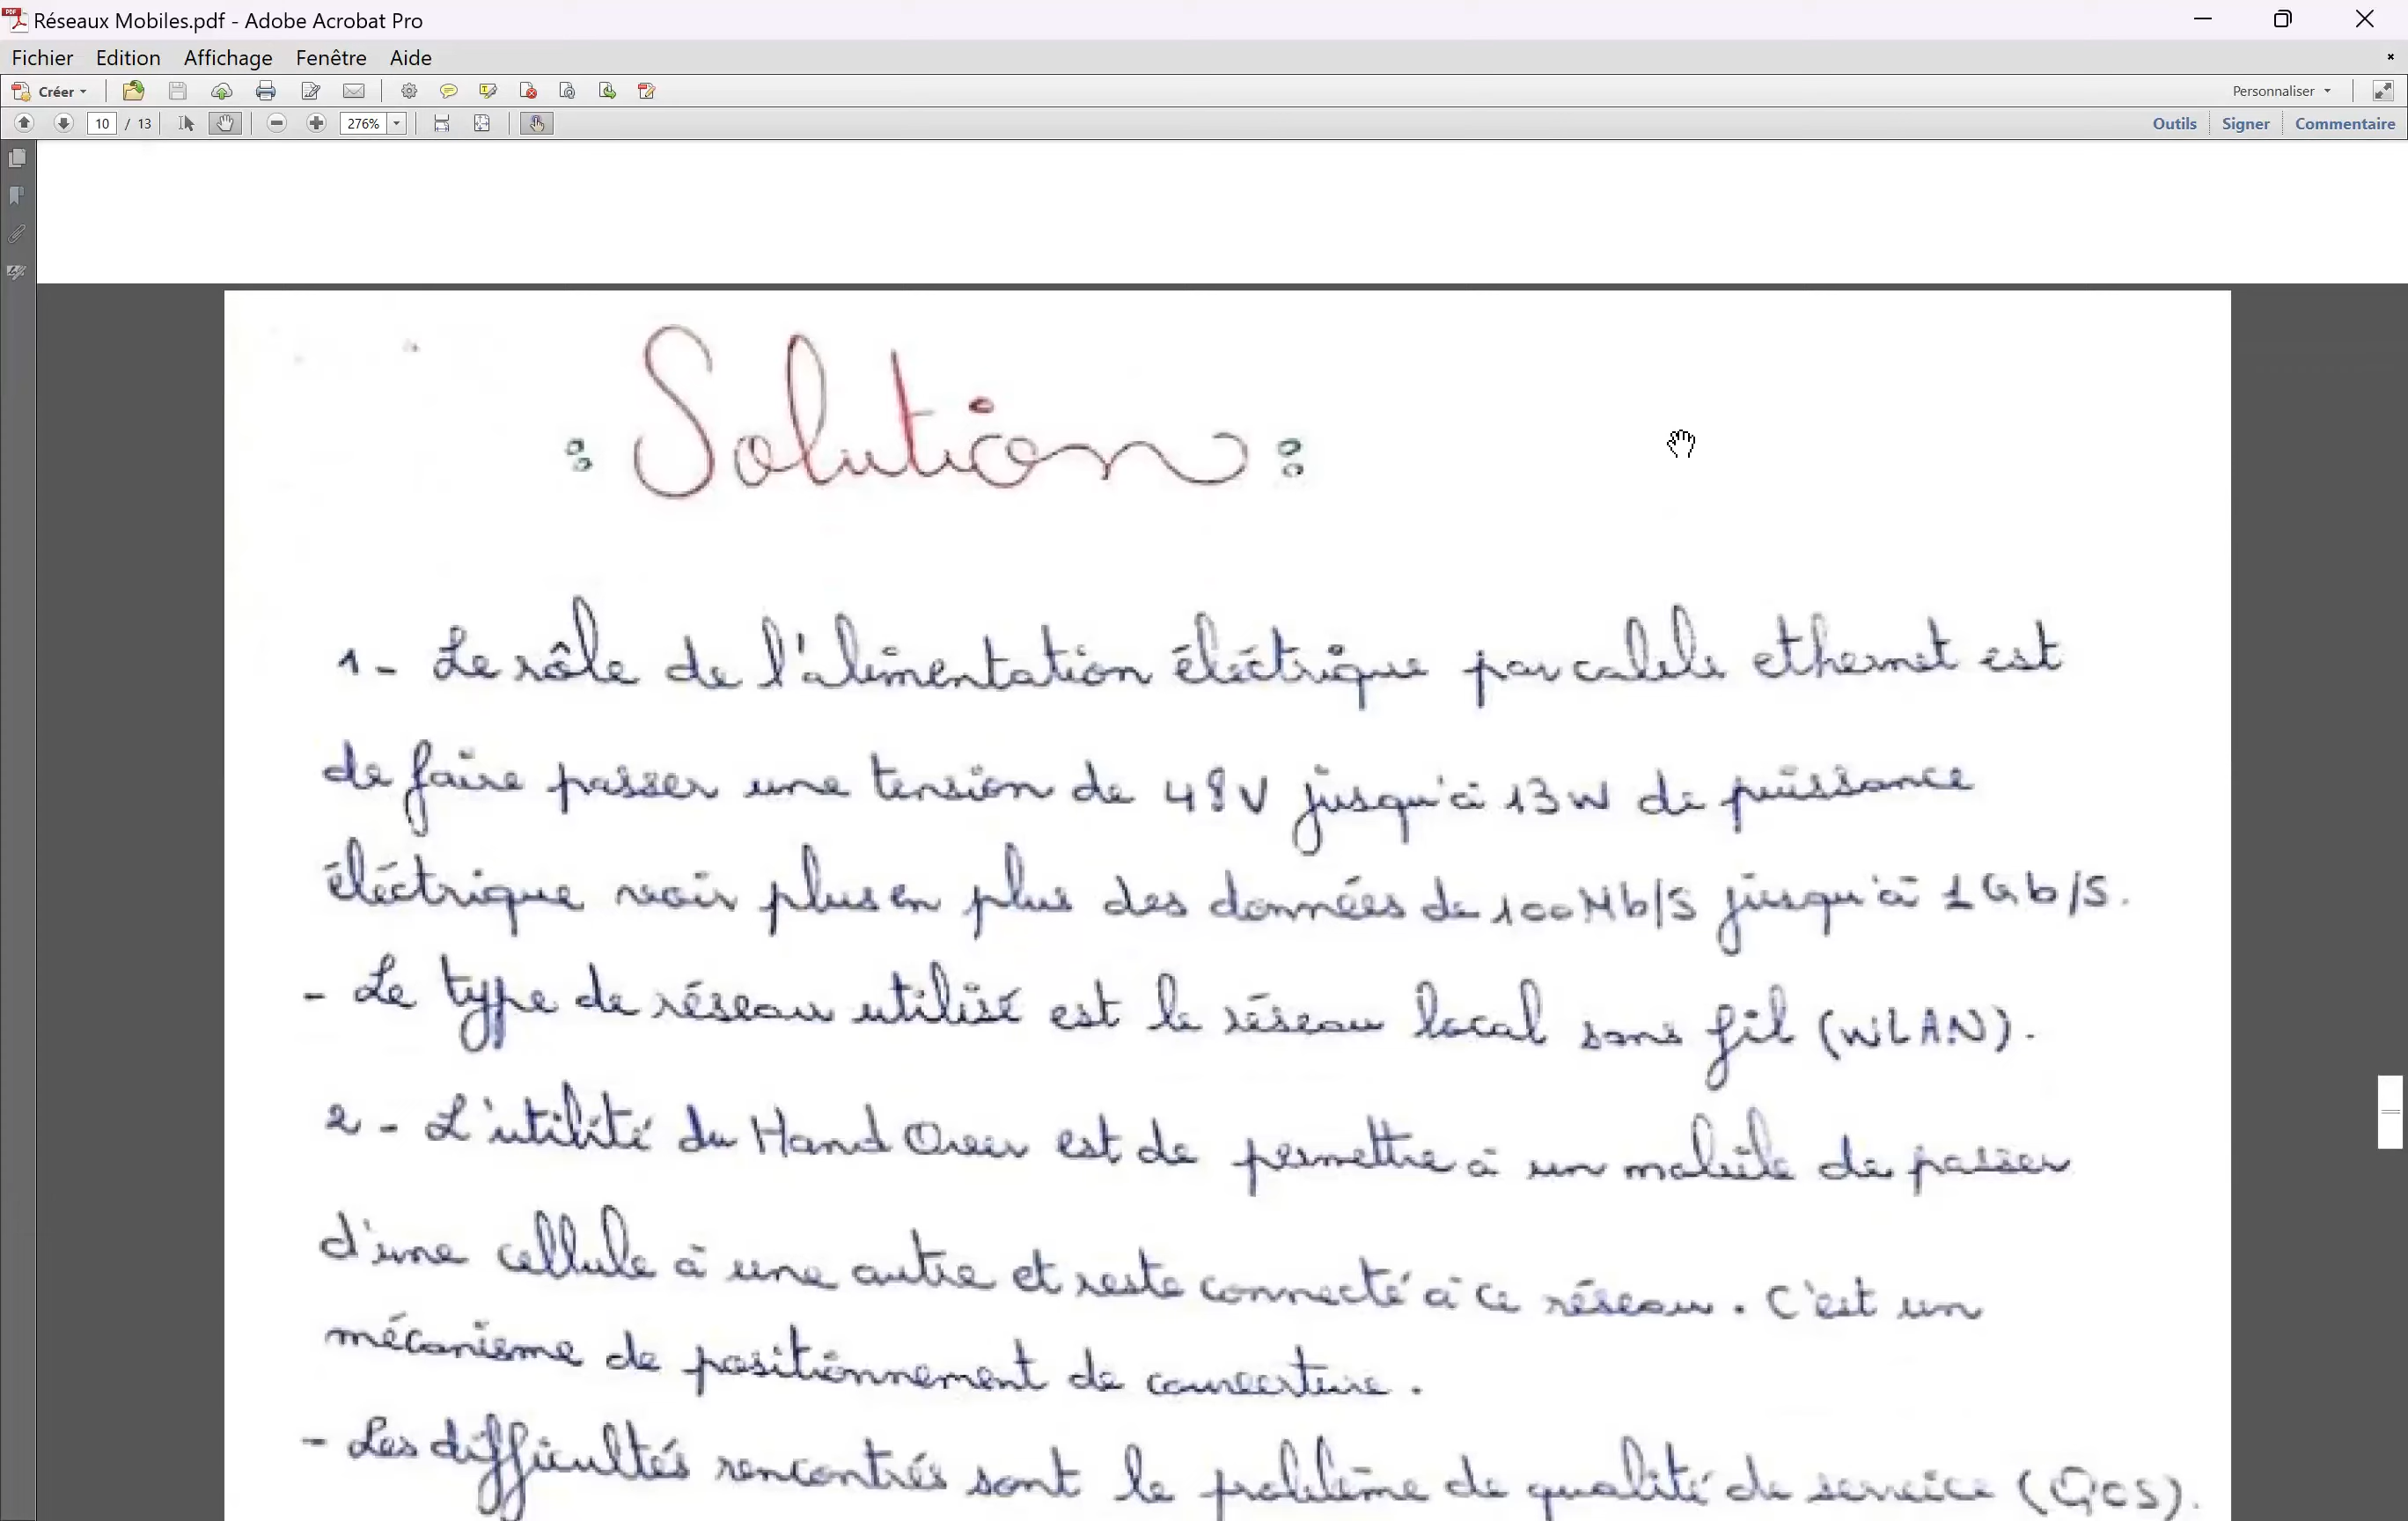 Réseaux Mobiles.pdf - Adobe Acrobat Pro
Fichier Edition Affichage Fenêtre Aide
Créer Personnaliser
10 / 13 276% Outils Signer Commentaire
: Solution :
1 - Le rôle de l'alimentation éléctrique par cable ethernet est
de faire passer une tension de 48V jusqu'à 13W de puissance
éléctrique voir plus en plus des données de 100Mb/S jusqu'à 1Gb/S.
- Le type de réseau utilisé est le réseau local sans fil (WLAN).
2 - L'utilité du Hand Over est de permettre à un mobile de passer
d'une cellule à une autre et reste connecté à ce réseau. C'est un
mécanisme de positionnement de couverture.
- Les difficultés rencontrés sont le problème de qualité de service (QOS).